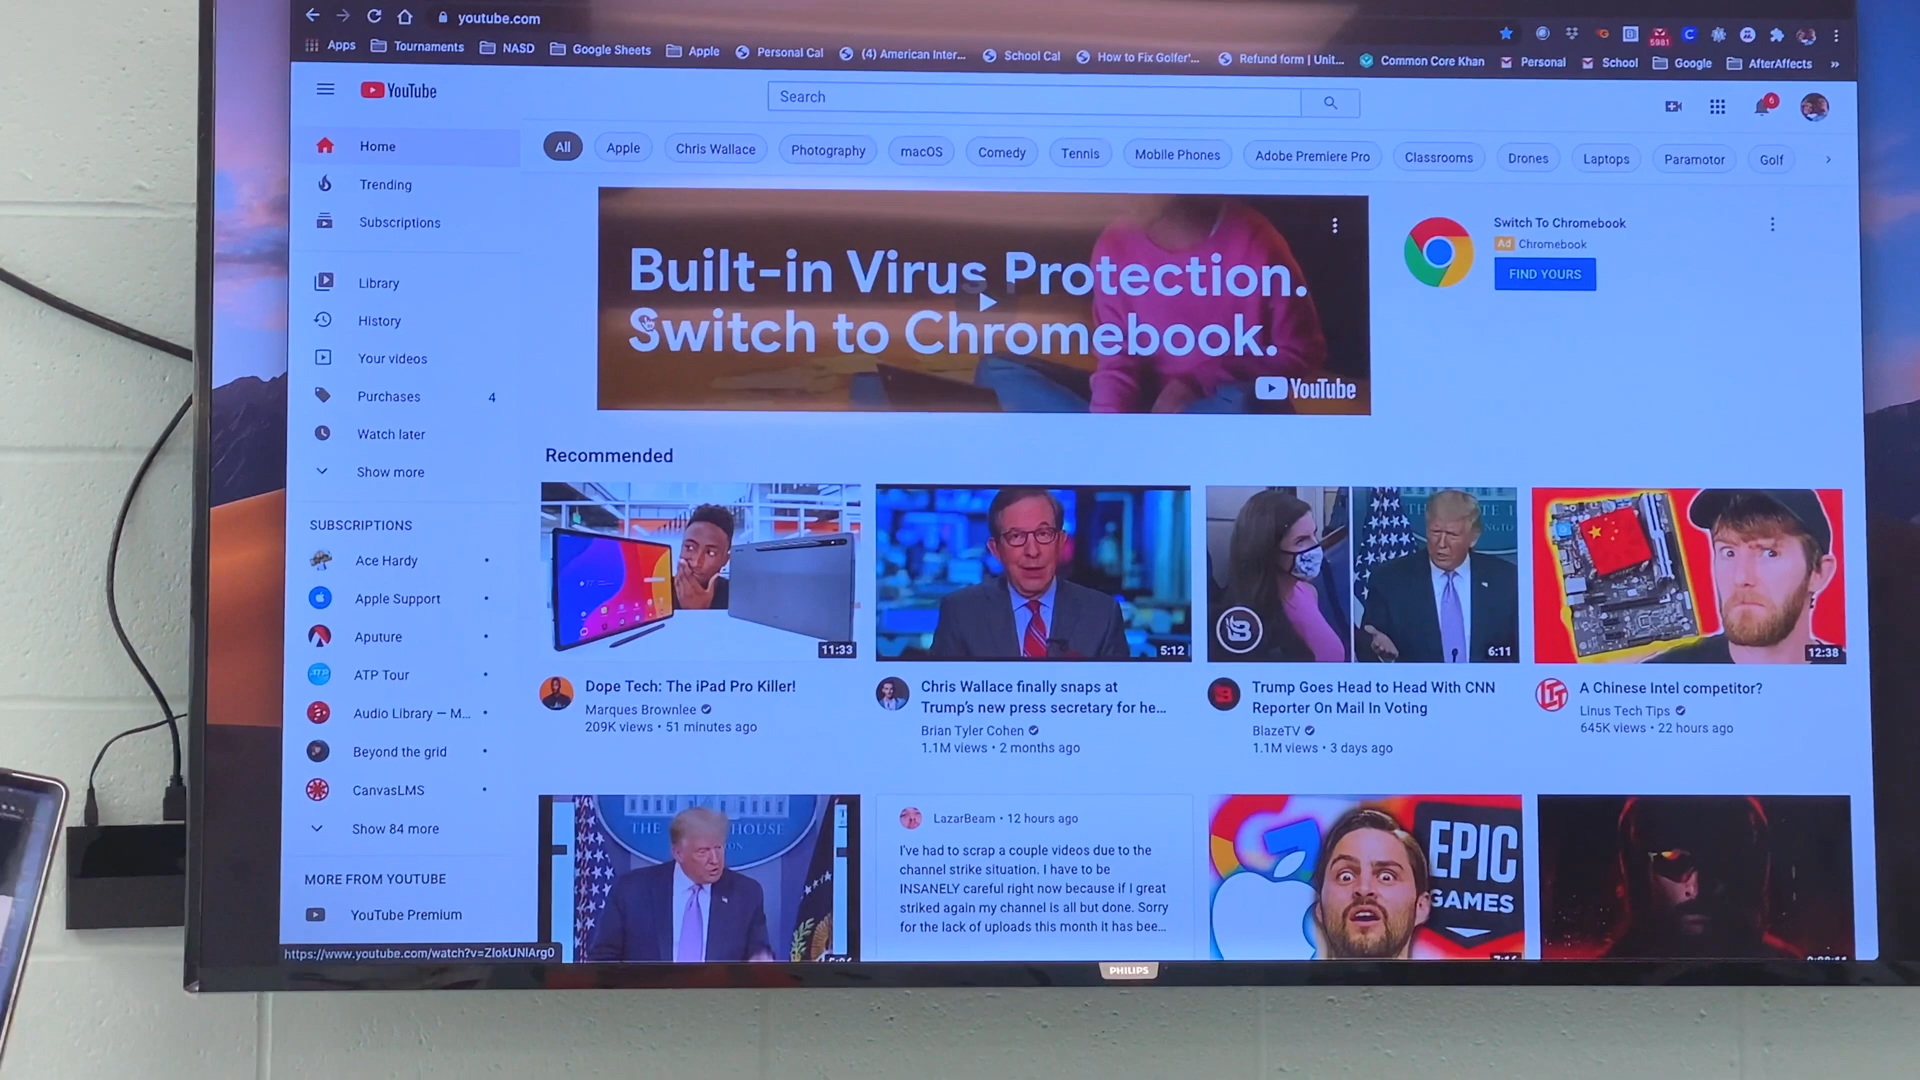 youtube.com
Apps
Tournaments
NASD
Google Sheets
Apple
Personal Cal
(4) American Inter...
School Cal
How to Fix Golfer'...
Refund form | Unit...
Common Core Khan
Personal
School
Google
AfterAffects
»
5981
YouTube
Search
6
Home
Trending
Subscriptions
Library
History
Your videos
Purchases 4
Watch later
Show more
SUBSCRIPTIONS
Ace Hardy
Apple Support
Aputure
ATP Tour
Audio Library — M...
Beyond the grid
CanvasLMS
Show 84 more
MORE FROM YOUTUBE
YouTube Premium
https://www.youtube.com/watch?v=ZlokUNlArg0
All
Apple
Chris Wallace
Photography
macOS
Comedy
Tennis
Mobile Phones
Adobe Premiere Pro
Classrooms
Drones
Laptops
Paramotor
Golf
Built-in Virus Protection.
Switch to Chromebook.
YouTube
Switch To Chromebook
Ad Chromebook
FIND YOURS
Recommended
11:33
Dope Tech: The iPad Pro Killer!
Marques Brownlee
209K views • 51 minutes ago
5:12
Chris Wallace finally snaps at
Trump's new press secretary for he...
Brian Tyler Cohen
1.1M views • 2 months ago
6:11
Trump Goes Head to Head With CNN
Reporter On Mail In Voting
BlazeTV
1.1M views • 3 days ago
12:38
A Chinese Intel competitor?
Linus Tech Tips
645K views • 22 hours ago
THE HOUSE
LazarBeam • 12 hours ago
I've had to scrap a couple videos due to the
channel strike situation. I have to be
INSANELY careful right now because if I great
striked again my channel is all but done. Sorry
for the lack of uploads this month it has bee...
EPIC
GAMES
PHILIPS